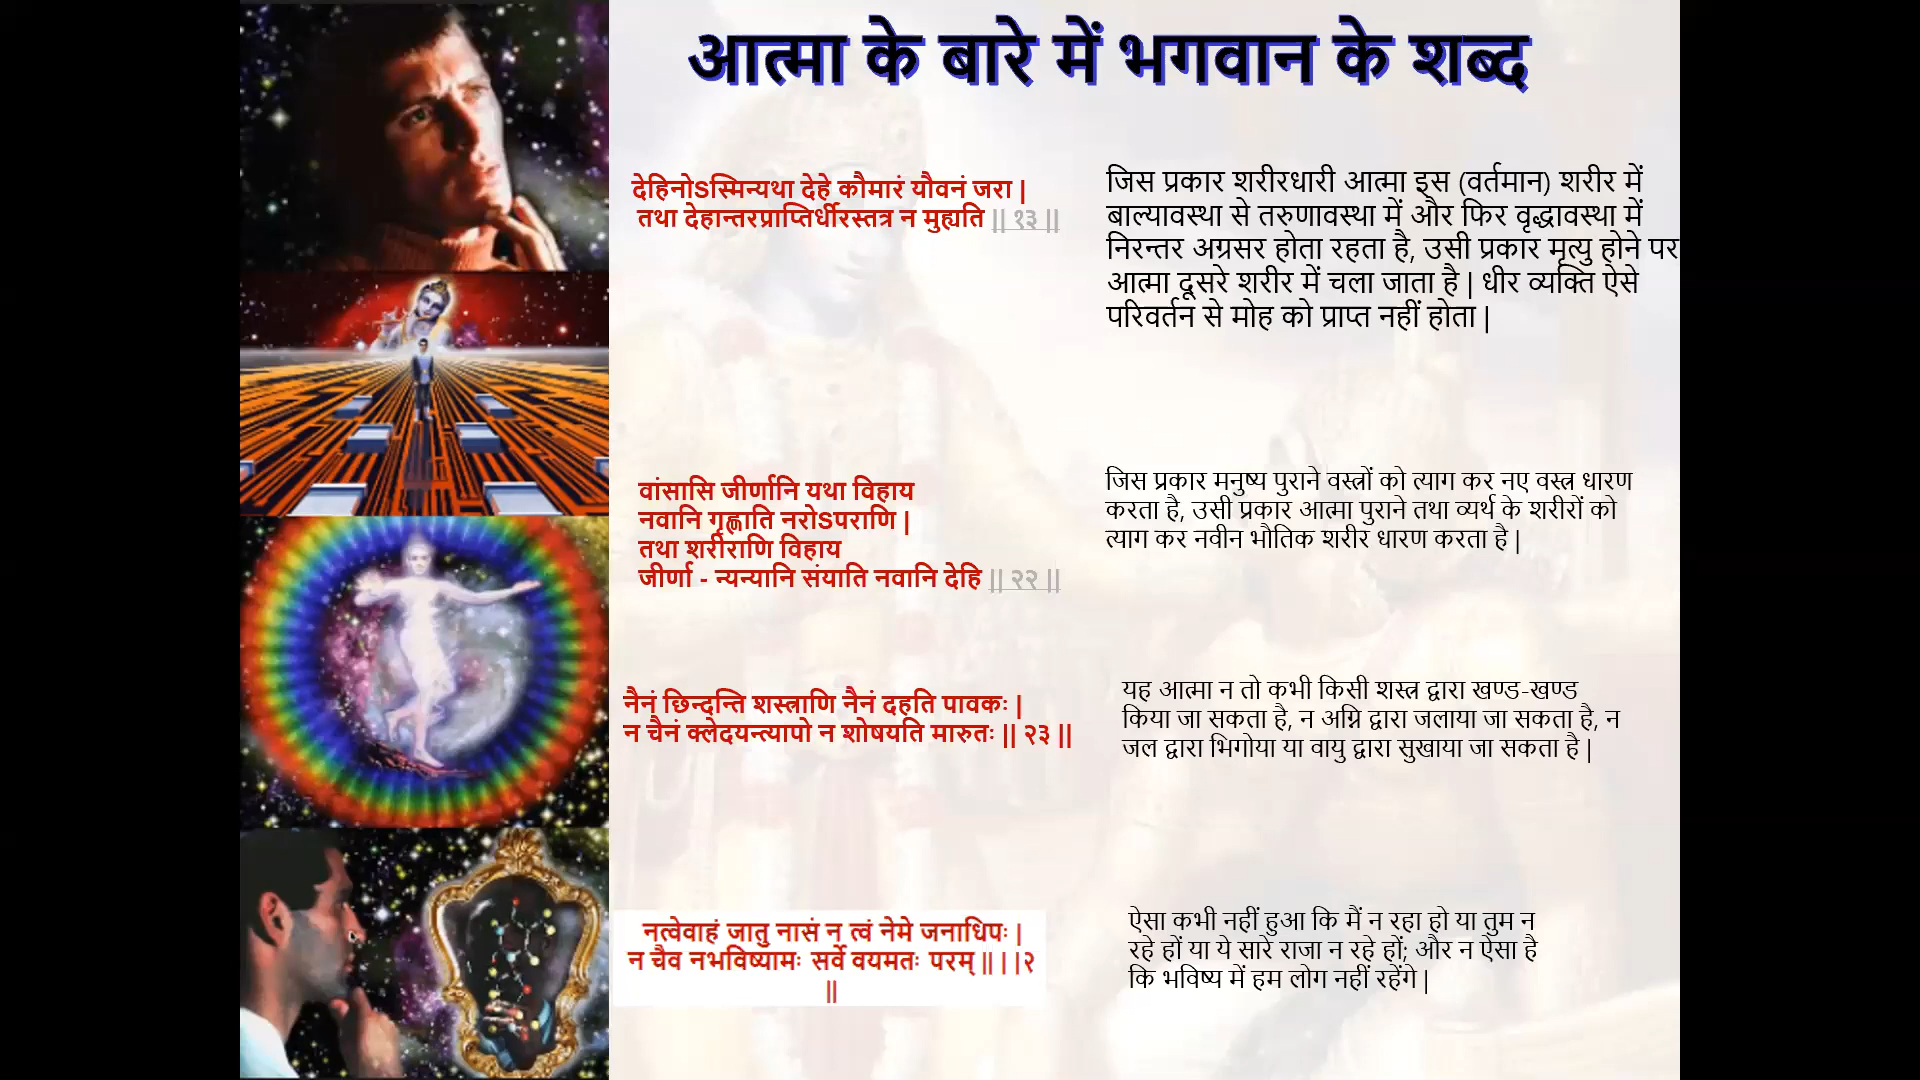 आत्मा के बारे में भगवान के शब्द
देहिनोSस्मिन्यथा देहे कौमारं यौवनं जरा |
तथा देहान्तरप्राप्तिर्धीरस्तत्र न मुह्यति || १३ ||
जिस प्रकार शरीरधारी आत्मा इस (वर्तमान) शरीर में
बाल्यावस्था से तरुणावस्था में और फिर वृद्धावस्था में
निरन्तर अग्रसर होता रहता है, उसी प्रकार मृत्यु होने पर
आत्मा दूसरे शरीर में चला जाता है | धीर व्यक्ति ऐसे
परिवर्तन से मोह को प्राप्त नहीं होता |
वांसासि जीर्णानि यथा विहाय
नवानि गृह्णाति नरोSपराणि |
तथा शरीराणि विहाय
जीर्णा - न्यन्यानि संयाति नवानि देहि || २२ ||
जिस प्रकार मनुष्य पुराने वस्त्रों को त्याग कर नए वस्त्र धारण
करता है, उसी प्रकार आत्मा पुराने तथा व्यर्थ के शरीरों को
त्याग कर नवीन भौतिक शरीर धारण करता है |
नैनं छिन्दन्ति शस्त्राणि नैनं दहति पावकः |
न चैनं क्लेदयन्त्यापो न शोषयति मारुतः || २३ ||
यह आत्मा न तो कभी किसी शस्त्र द्वारा खण्ड-खण्ड
किया जा सकता है, न अग्नि द्वारा जलाया जा सकता है, न
जल द्वारा भिगोया या वायु द्वारा सुखाया जा सकता है |
नत्वेवाहं जातु नासं न त्वं नेमे जनाधिपः |
न चैव नभविष्यामः सर्वे वयमतः परम् || | |२
||
ऐसा कभी नहीं हुआ कि मैं न रहा हो या तुम न
रहे हों या ये सारे राजा न रहे हों; और न ऐसा है
कि भविष्य में हम लोग नहीं रहेंगे |